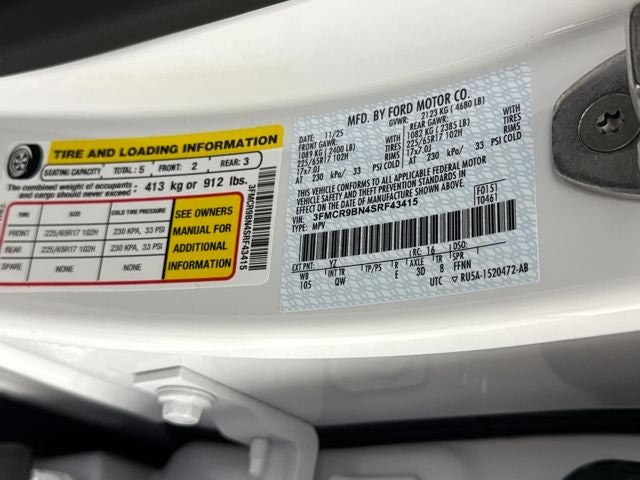 TIRE AND LOADING INFORMATION
SEATING CAPACITY TOTAL: 5 FRONT: 2 REAR: 3
The combined weight of occupants and cargo should never exceed: 413 kg or 912 lbs.
TIRE SIZE COLD TIRE PRESSURE
FRONT 225/65R17 102H 230 KPA, 33 PSI
REAR 225/65R17 102H 230 KPA, 33 PSI
SPARE NONE NONE
SEE OWNERS
MANUAL FOR
ADDITIONAL
INFORMATION
3FMCR9BN4SRF43415
MFD. BY FORD MOTOR CO.
11/25 GVWR: 2123 KG ( 4680 LB)
FRONT GAWR: REAR GAWR:
1089 KG (2400 LB) WITH 1082 KG (2385 LB) WITH
225/65R17 102H TIRES 225/65R17 102H TIRES
17x7.0J RIMS 17x7.0J RIMS
AT 230 kPa/ 33 PSI COLD AT 230 kPa/ 33 PSI COLD
THIS VEHICLE CONFORMS TO ALL APPLICABLE FEDERAL MOTOR
VEHICLE SAFETY AND THEFT PREVENTION STANDARDS
IN EFFECT ON THE DATE OF MANUFACTURE SHOWN ABOVE.
VIN: 3FMCR9BN4SRF43415 F0151
TYPE: MPV T0461
EXT PNT: YZ RC: 16 DSO:
WB INT TR TP/PS R AXLE TR SPR
105 QW E 3D 8 FFNN
UTC ▽ RU5A-1520472-AB